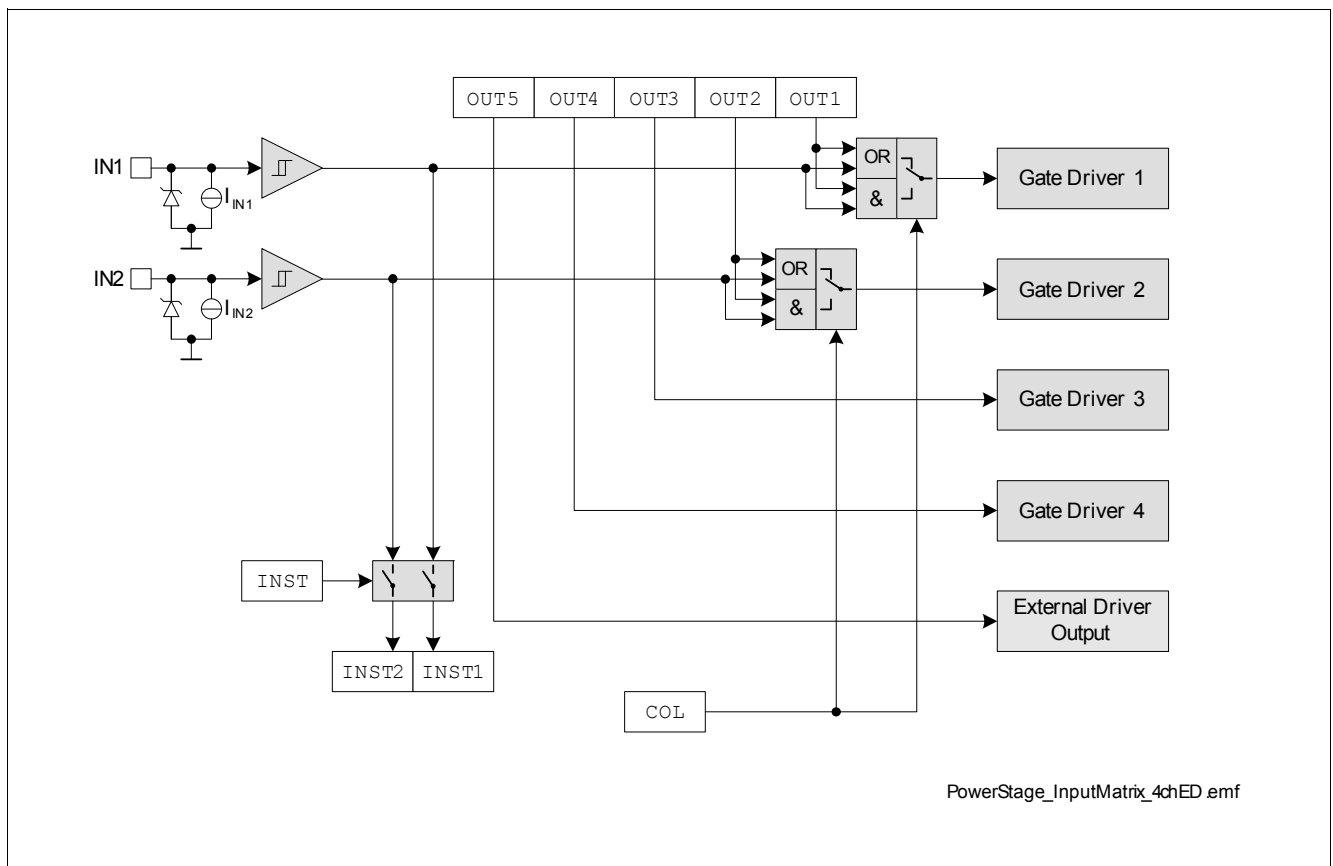 OUT5 OUT4 OUT3 OUT2 OUT1
IN1
I IN1
OR
&
Gate Driver 1
IN2
I IN2
OR
&
Gate Driver 2
Gate Driver 3
Gate Driver 4
INST
External Driver
Output
INST2 INST1
COL
PowerStage_InputMatrix_4chED.emf